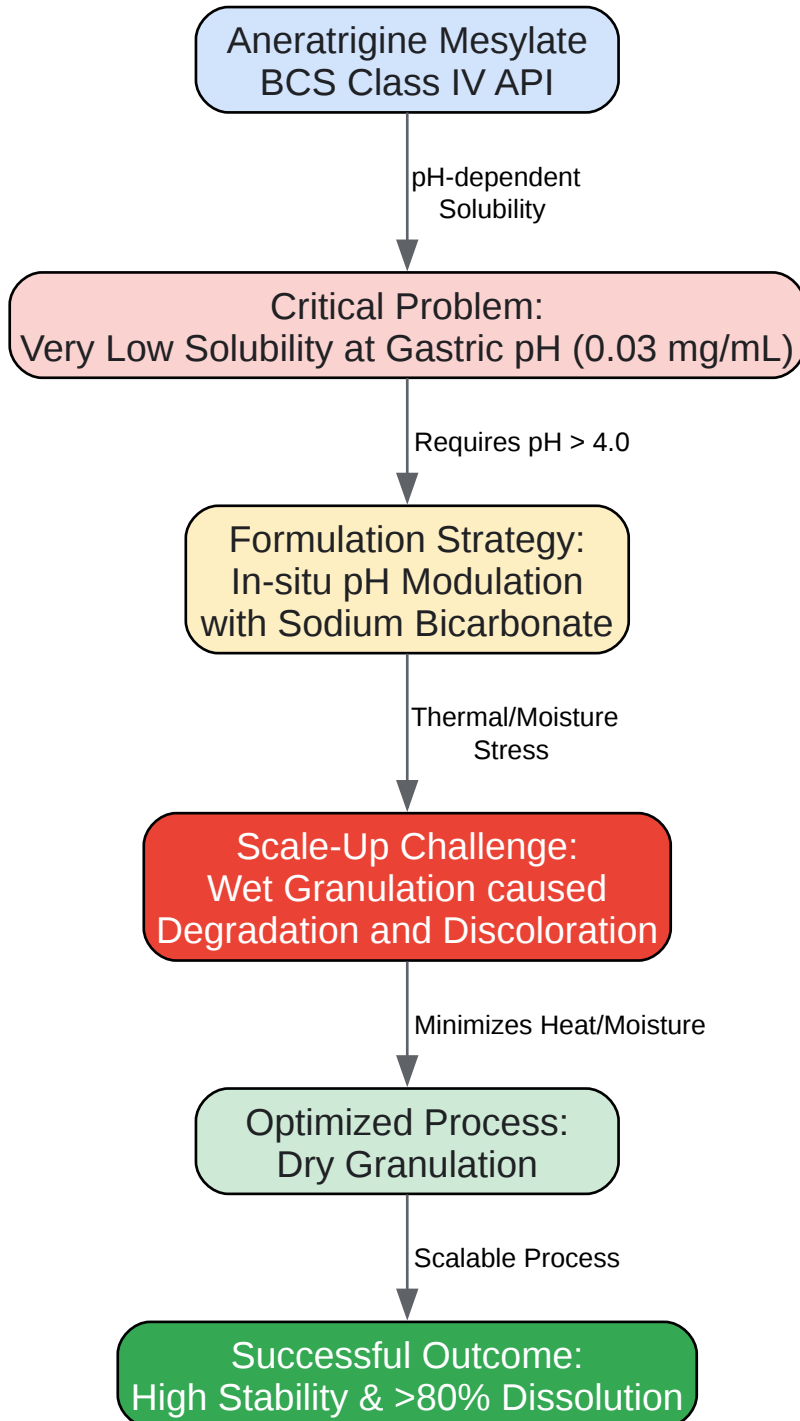 Aneratrigine Mesylate
BCS Class IV API
pH-dependent
Solubility
Critical Problem:
Very Low Solubility at Gastric pH (0.03 mg/mL)
Requires pH > 4.0
Formulation Strategy:
In-situ pH Modulation
with Sodium Bicarbonate
Thermal/Moisture
Stress
Scale-Up Challenge:
Wet Granulation caused
Degradation and Discoloration
Minimizes Heat/Moisture
Optimized Process:
Dry Granulation
Scalable Process
Successful Outcome:
High Stability & >80% Dissolution